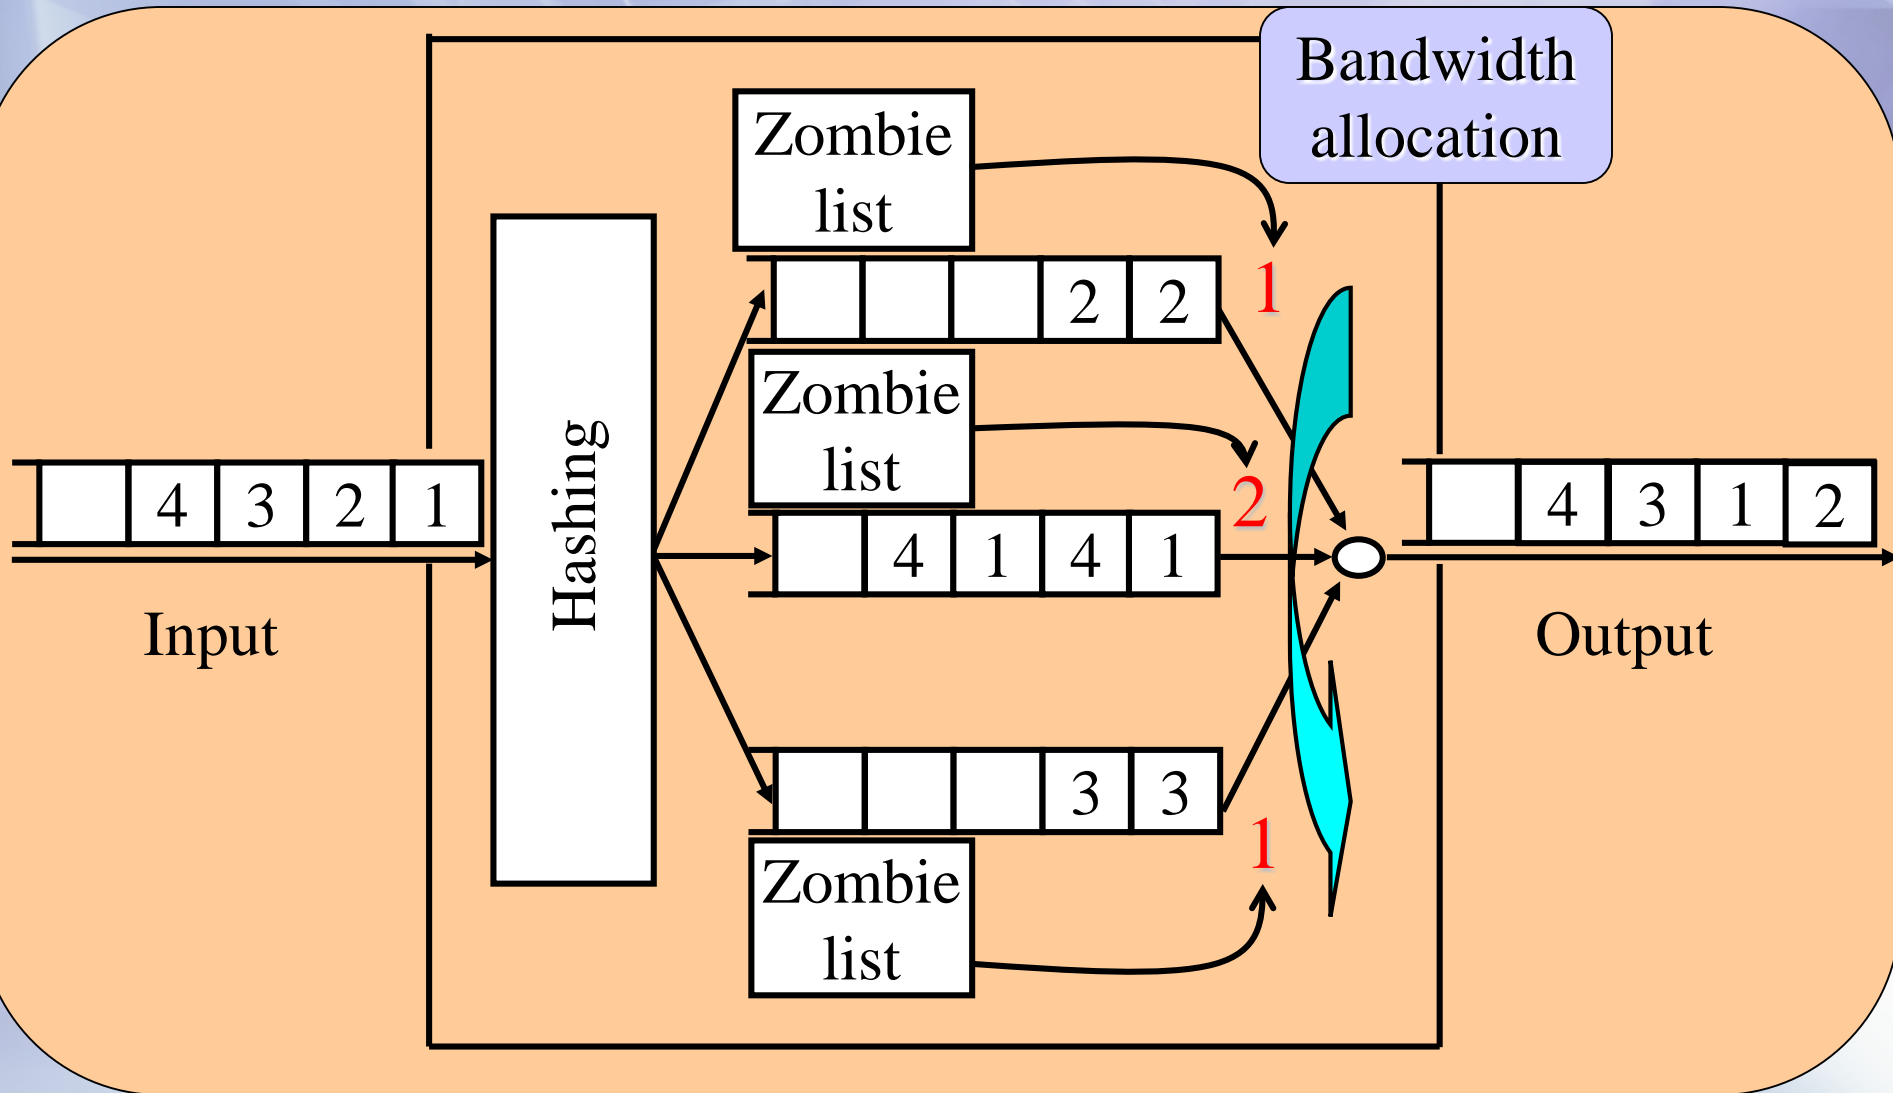 Bandwidth
allocation
Zombie
list
1
2 2
Zombie
list
2
Hashing
4 3 2 1
4 1 4 1
4 3 1 2
Input
Output
3 3
1
Zombie
list